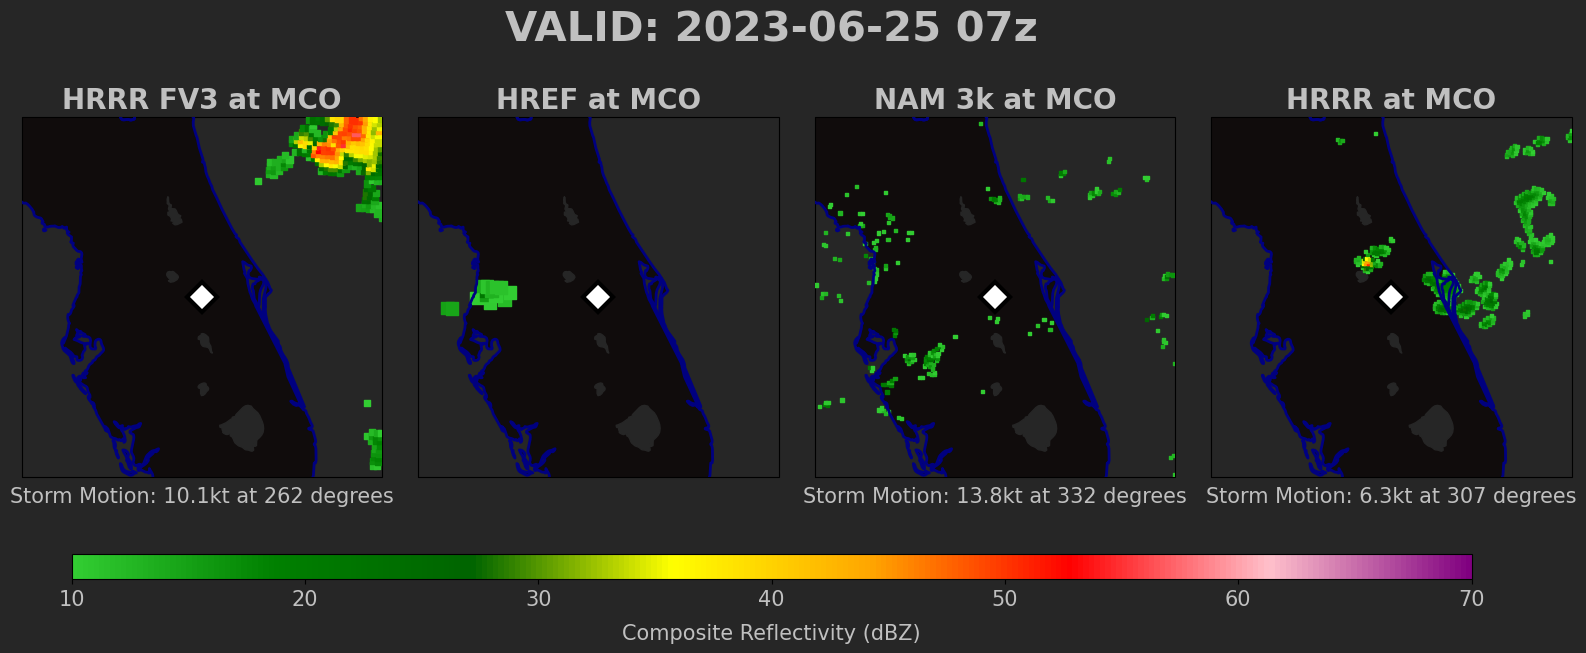 VALID: 2023-06-25 07z
HRRR FV3 at MCO
HREF at MCO
NAM 3k at MCO
HRRR at MCO
Storm Motion: 10.1kt at 262 degrees
Storm Motion: 13.8kt at 332 degrees
Storm Motion: 6.3kt at 307 degrees
10 20 30 40 50 60 70
Composite Reflectivity (dBZ)